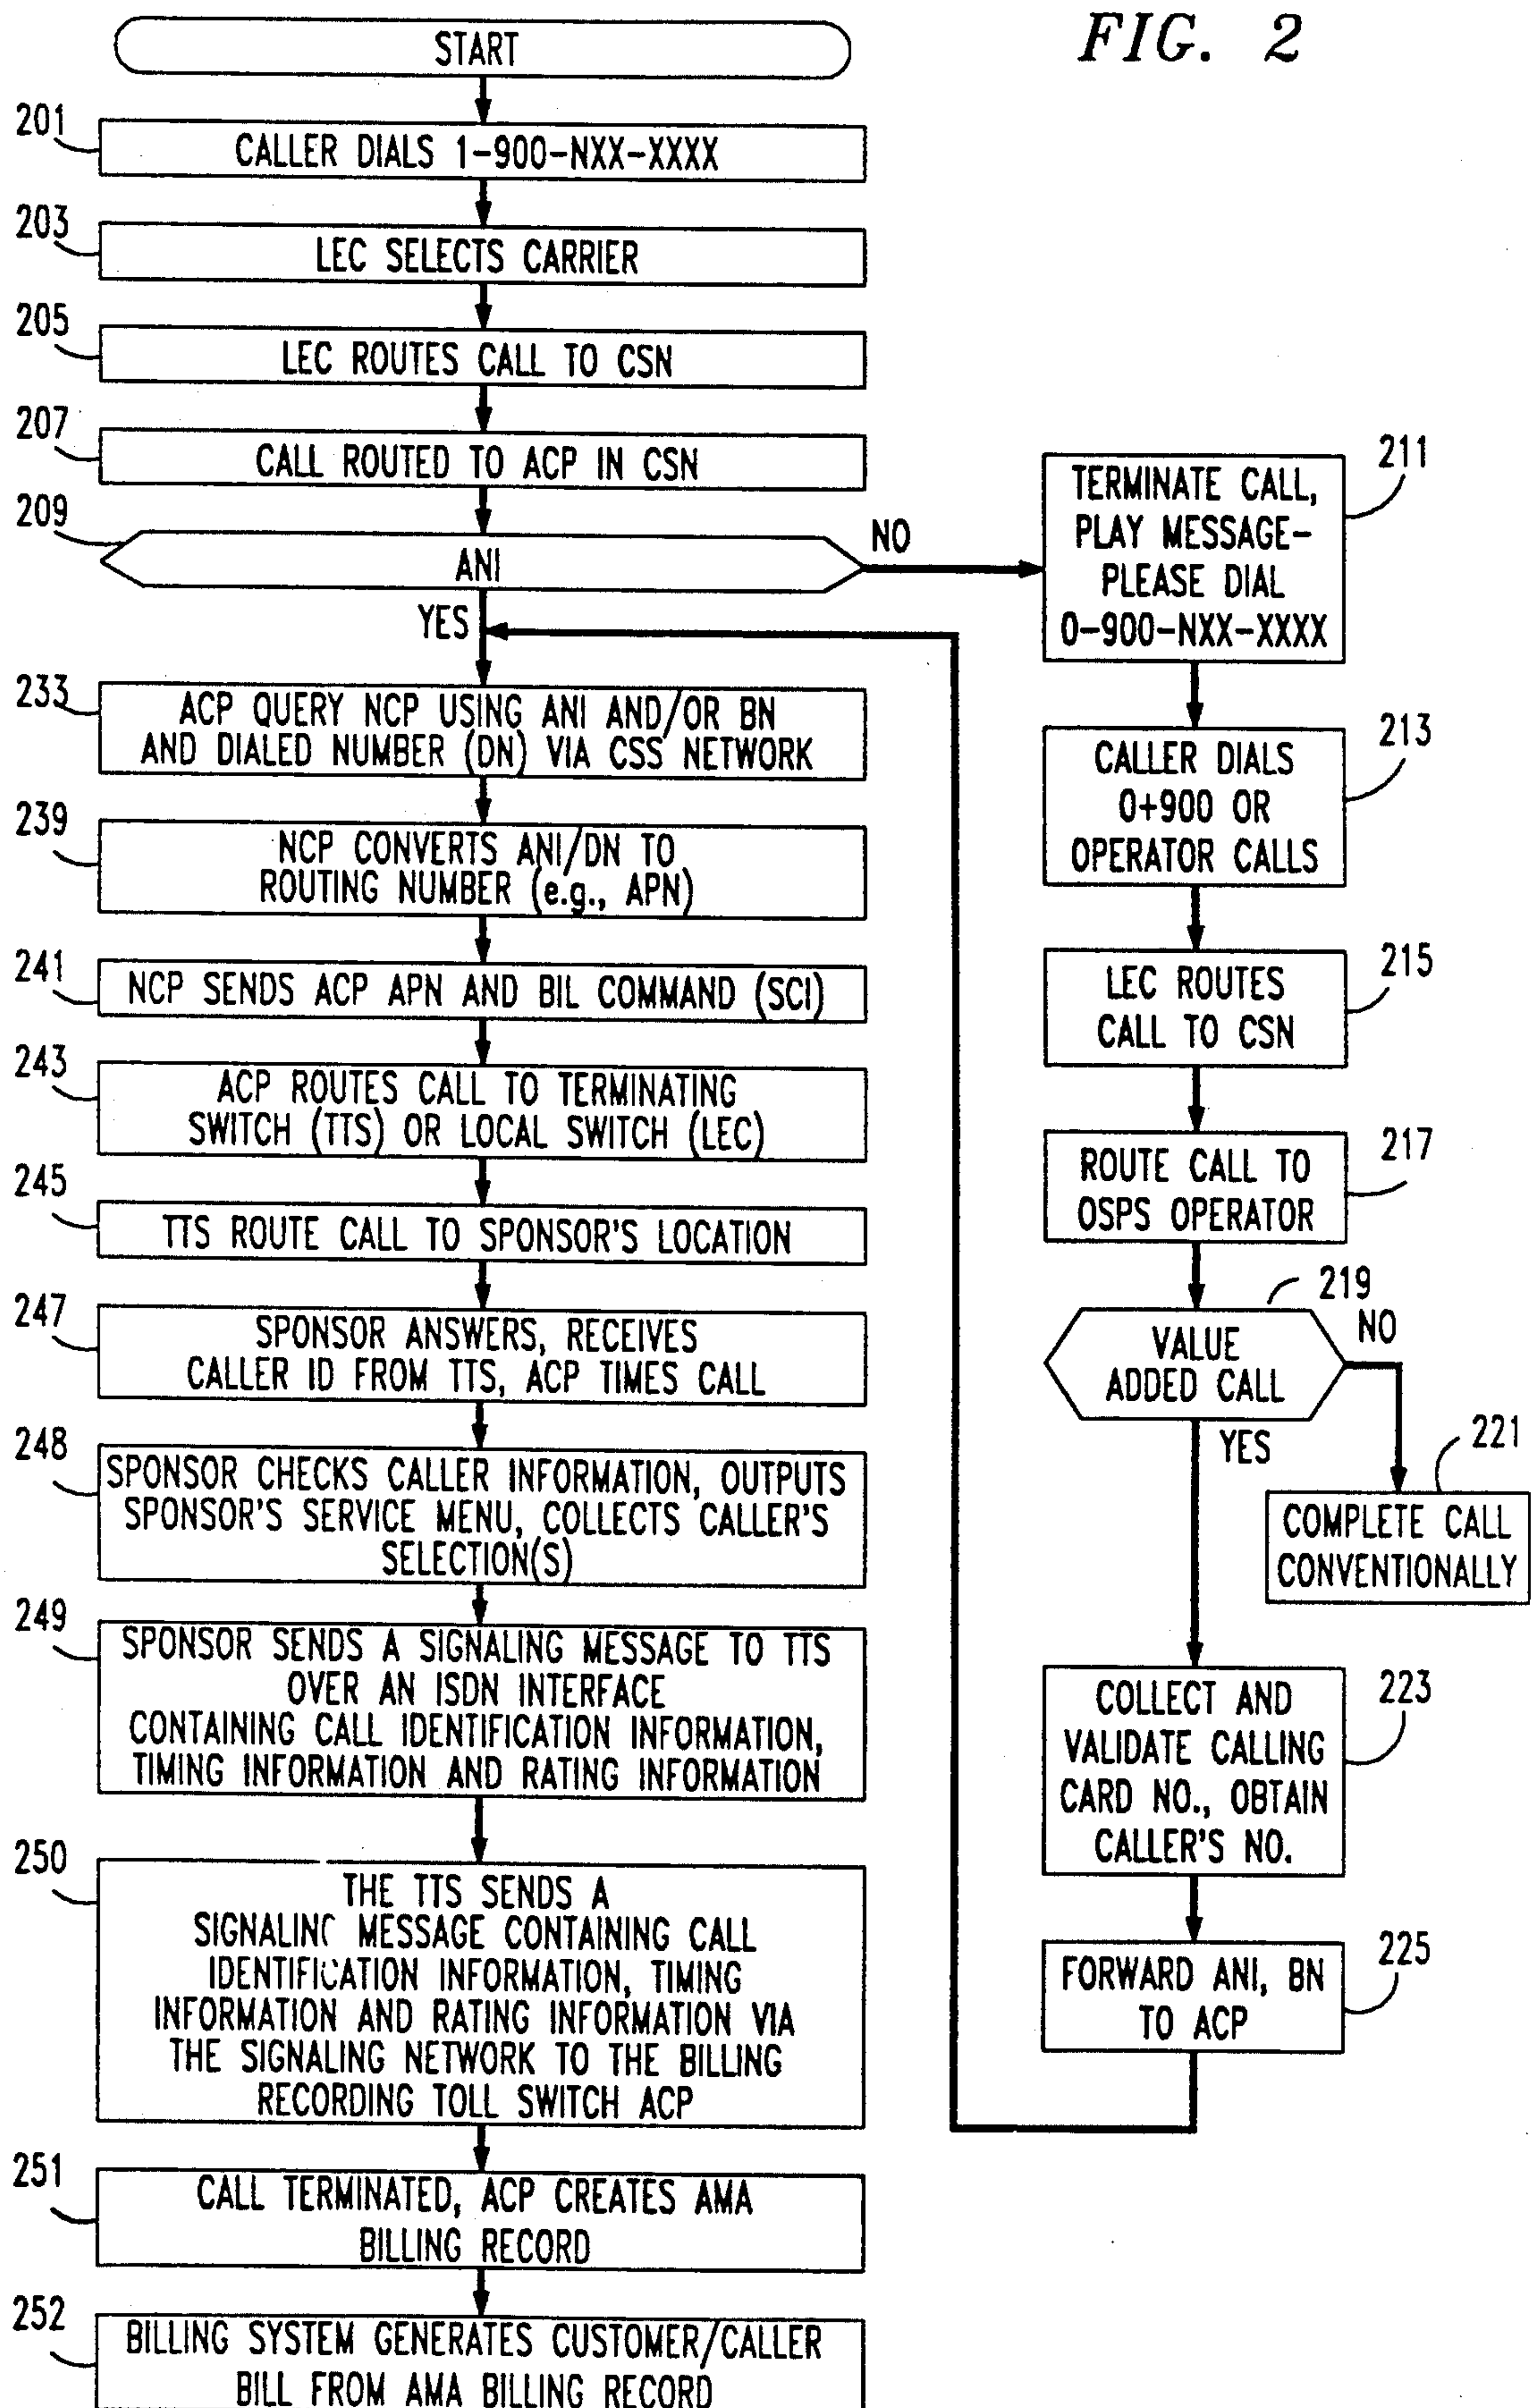 FIG. 2
START
201
CALLER DIALS 1-900-NXX-XXXX
203
LEC SELECTS CARRIER
205
LEC ROUTES CALL TO CSN
207
CALL ROUTED TO ACP IN CSN
209
ANI
NO
YES
233
ACP QUERY NCP USING ANI AND/OR BN
AND DIALED NUMBER (DN) VIA CSS NETWORK
239
NCP CONVERTS ANI/DN TO
ROUTING NUMBER (e.g., APN)
241
NCP SENDS ACP APN AND BIL COMMAND (SCI)
243
ACP ROUTES CALL TO TERMINATING
SWITCH (TTS) OR LOCAL SWITCH (LEC)
245
TTS ROUTE CALL TO SPONSOR'S LOCATION
247
SPONSOR ANSWERS, RECEIVES
CALLER ID FROM TTS, ACP TIMES CALL
248
SPONSOR CHECKS CALLER INFORMATION, OUTPUTS
SPONSOR'S SERVICE MENU, COLLECTS CALLER'S
SELECTION(S)
249
SPONSOR SENDS A SIGNALING MESSAGE TO TTS
OVER AN ISDN INTERFACE
CONTAINING CALL IDENTIFICATION INFORMATION,
TIMING INFORMATION AND RATING INFORMATION
250
THE TTS SENDS A
SIGNALING MESSAGE CONTAINING CALL
IDENTIFICATION INFORMATION, TIMING
INFORMATION AND RATING INFORMATION VIA
THE SIGNALING NETWORK TO THE BILLING
RECORDING TOLL SWITCH ACP
251
CALL TERMINATED, ACP CREATES AMA
BILLING RECORD
252
BILLING SYSTEM GENERATES CUSTOMER/CALLER
BILL FROM AMA BILLING RECORD
211
TERMINATE CALL,
PLAY MESSAGE-
PLEASE DIAL
0-900-NXX-XXXX
213
CALLER DIALS
0+900 OR
OPERATOR CALLS
215
LEC ROUTES
CALL TO CSN
217
ROUTE CALL TO
OSPS OPERATOR
219
VALUE
ADDED CALL
NO
YES
221
COMPLETE CALL
CONVENTIONALLY
223
COLLECT AND
VALIDATE CALLING
CARD NO., OBTAIN
CALLER'S NO.
225
FORWARD ANI, BN
TO ACP